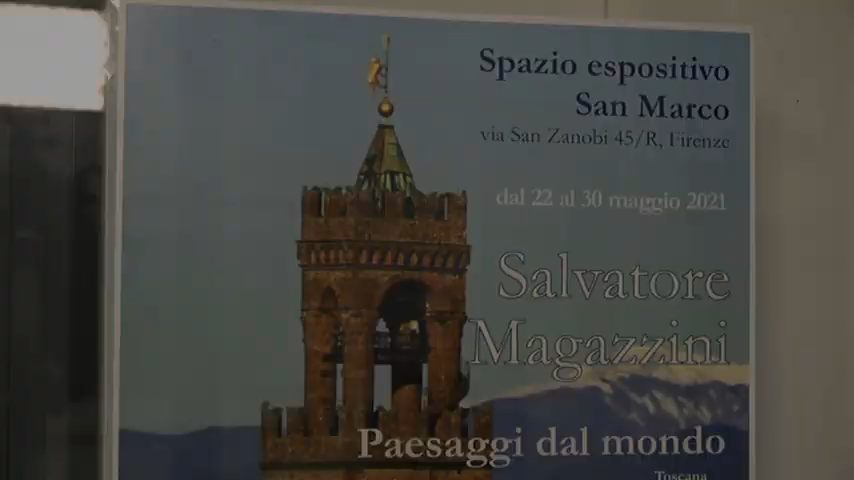 Spazio espositivo
San Marco
via San Zanobi 45/R, Firenze
dal 22 al 30 maggio 2021
Salvatore
Magazzini
Paesaggi dal mondo
Toscana